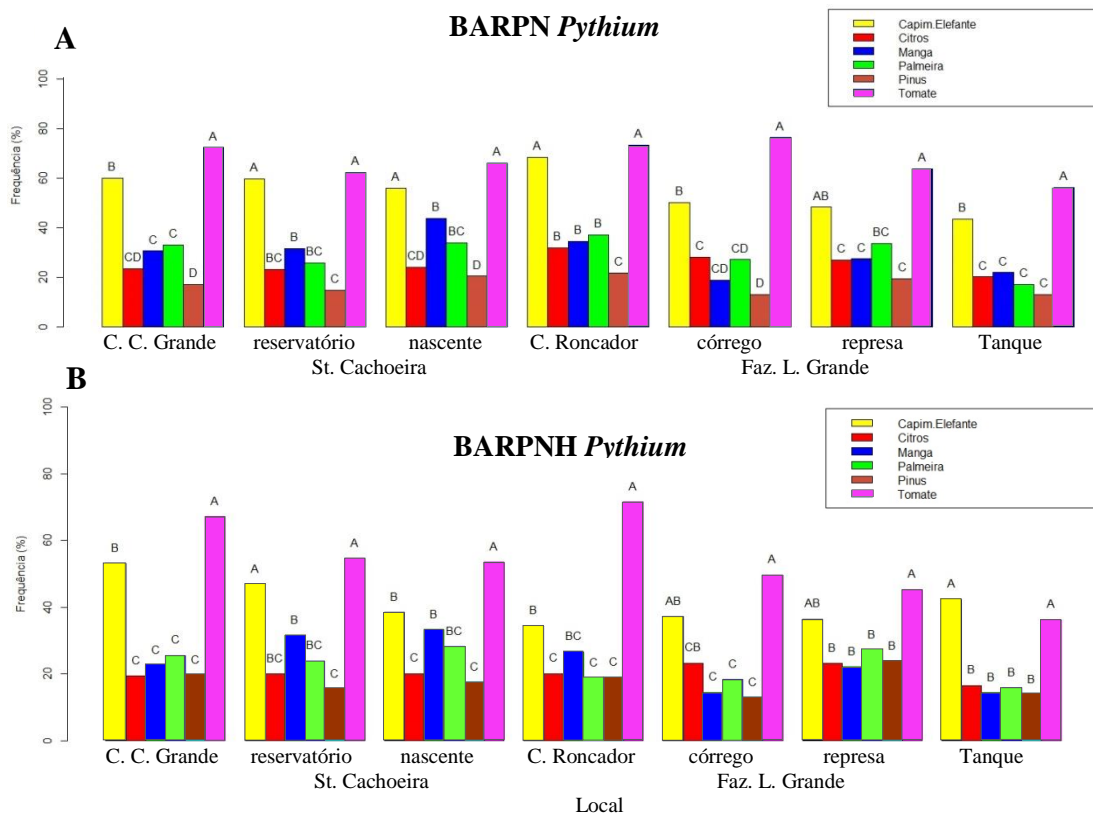 A
BARPN Pythium
Capim.Elefante
Citros
Manga
Palmeira
Pinus
Tomate
Frequência (%)
100
80
60
40
20
0
B CD C C D A
A BC B BC C A
A CD B BC C A
A B B B C A
B C CD CD D A
AB C C BC C A
B C C C C A
C. C. Grande reservatório nascente C. Roncador córrego represa Tanque
St. Cachoeira Faz. L. Grande
B
BARPNH Pythium
Capim.Elefante
Citros
Manga
Palmeira
Pinus
Tomate
Frequência (%)
100
80
60
40
20
0
B C C C C A
A BC B BC C A
B C B BC C A
B C BC C C A
AB CB C C C A
AB B B B B A
A B B B B A
C. C. Grande reservatório nascente C. Roncador córrego represa Tanque
St. Cachoeira Faz. L. Grande
Local